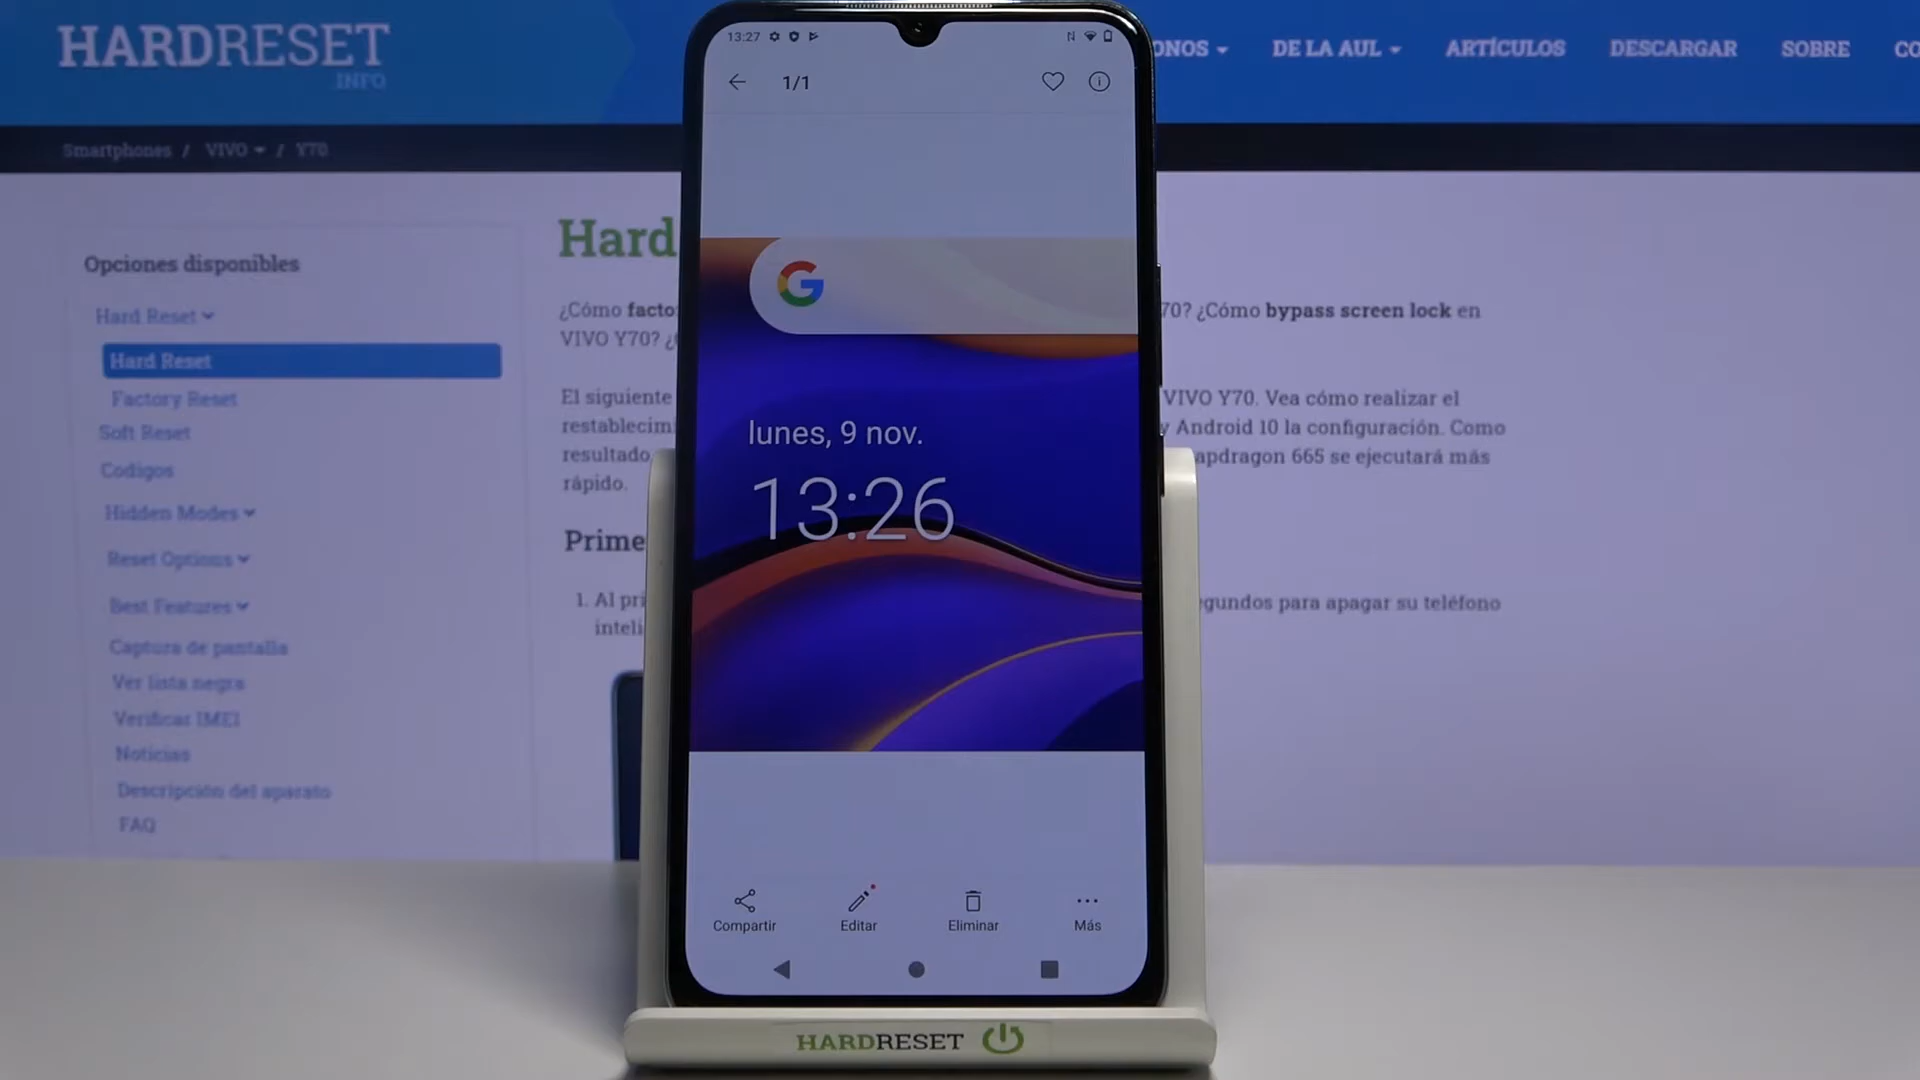 HARDRESET
.INFO
DE LA AUL
ARTÍCULOS
DESCARGAR
SOBRE
Smartphones / VIVO / Y70
Opciones disponibles
Hard Reset
Hard Reset
Factory Reset
Soft Reset
Codigos
Hidden Modes
Reset Options
Best Features
Captura de pantalla
Ver lista negra
Verificar IMEI
Noticias
Descripción del aparato
FAQ
Hard
¿Cómo facto 70? ¿Cómo bypass screen lock en
VIVO Y70? ¿
El siguiente VIVO Y70. Vea cómo realizar el
restablecim y Android 10 la configuración. Como
resultado apdragon 665 se ejecutará más
rápido.
Prime
1. Al pri egundos para apagar su teléfono
inteli
13:27
1/1
G
lunes, 9 nov.
13:26
Compartir
Editar
Eliminar
Más
HARDRESET